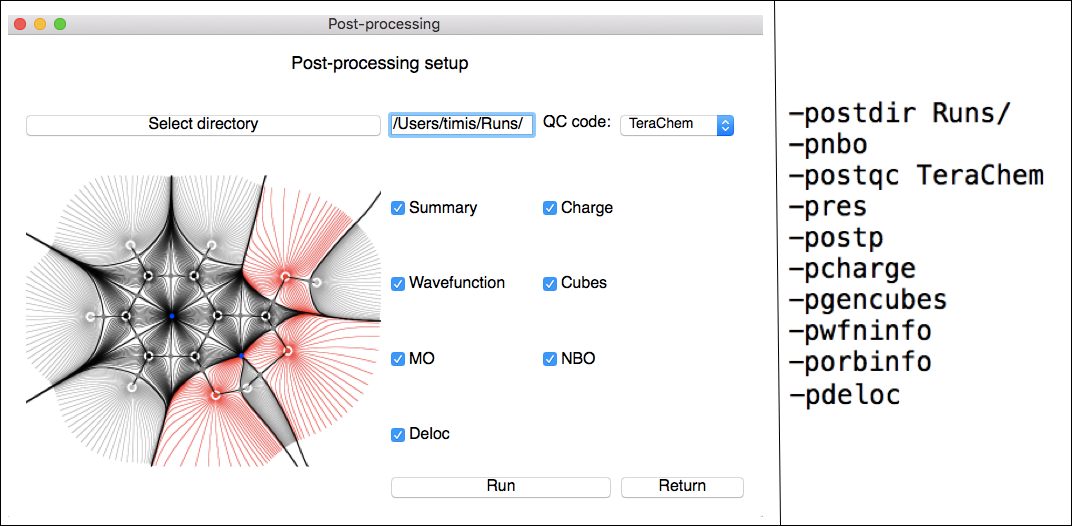 Post-processing
Post-processing setup
Select directory
/Users/timis/Runs/
QC code:
TeraChem
Summary
Charge
Wavefunction
Cubes
MO
NBO
Deloc
Run
Return
-postdir Runs/
-pnbo
-postqc TeraChem
-pres
-postp
-pcharge
-pgencubes
-pwfninfo
-porbinfo
-pdeloc